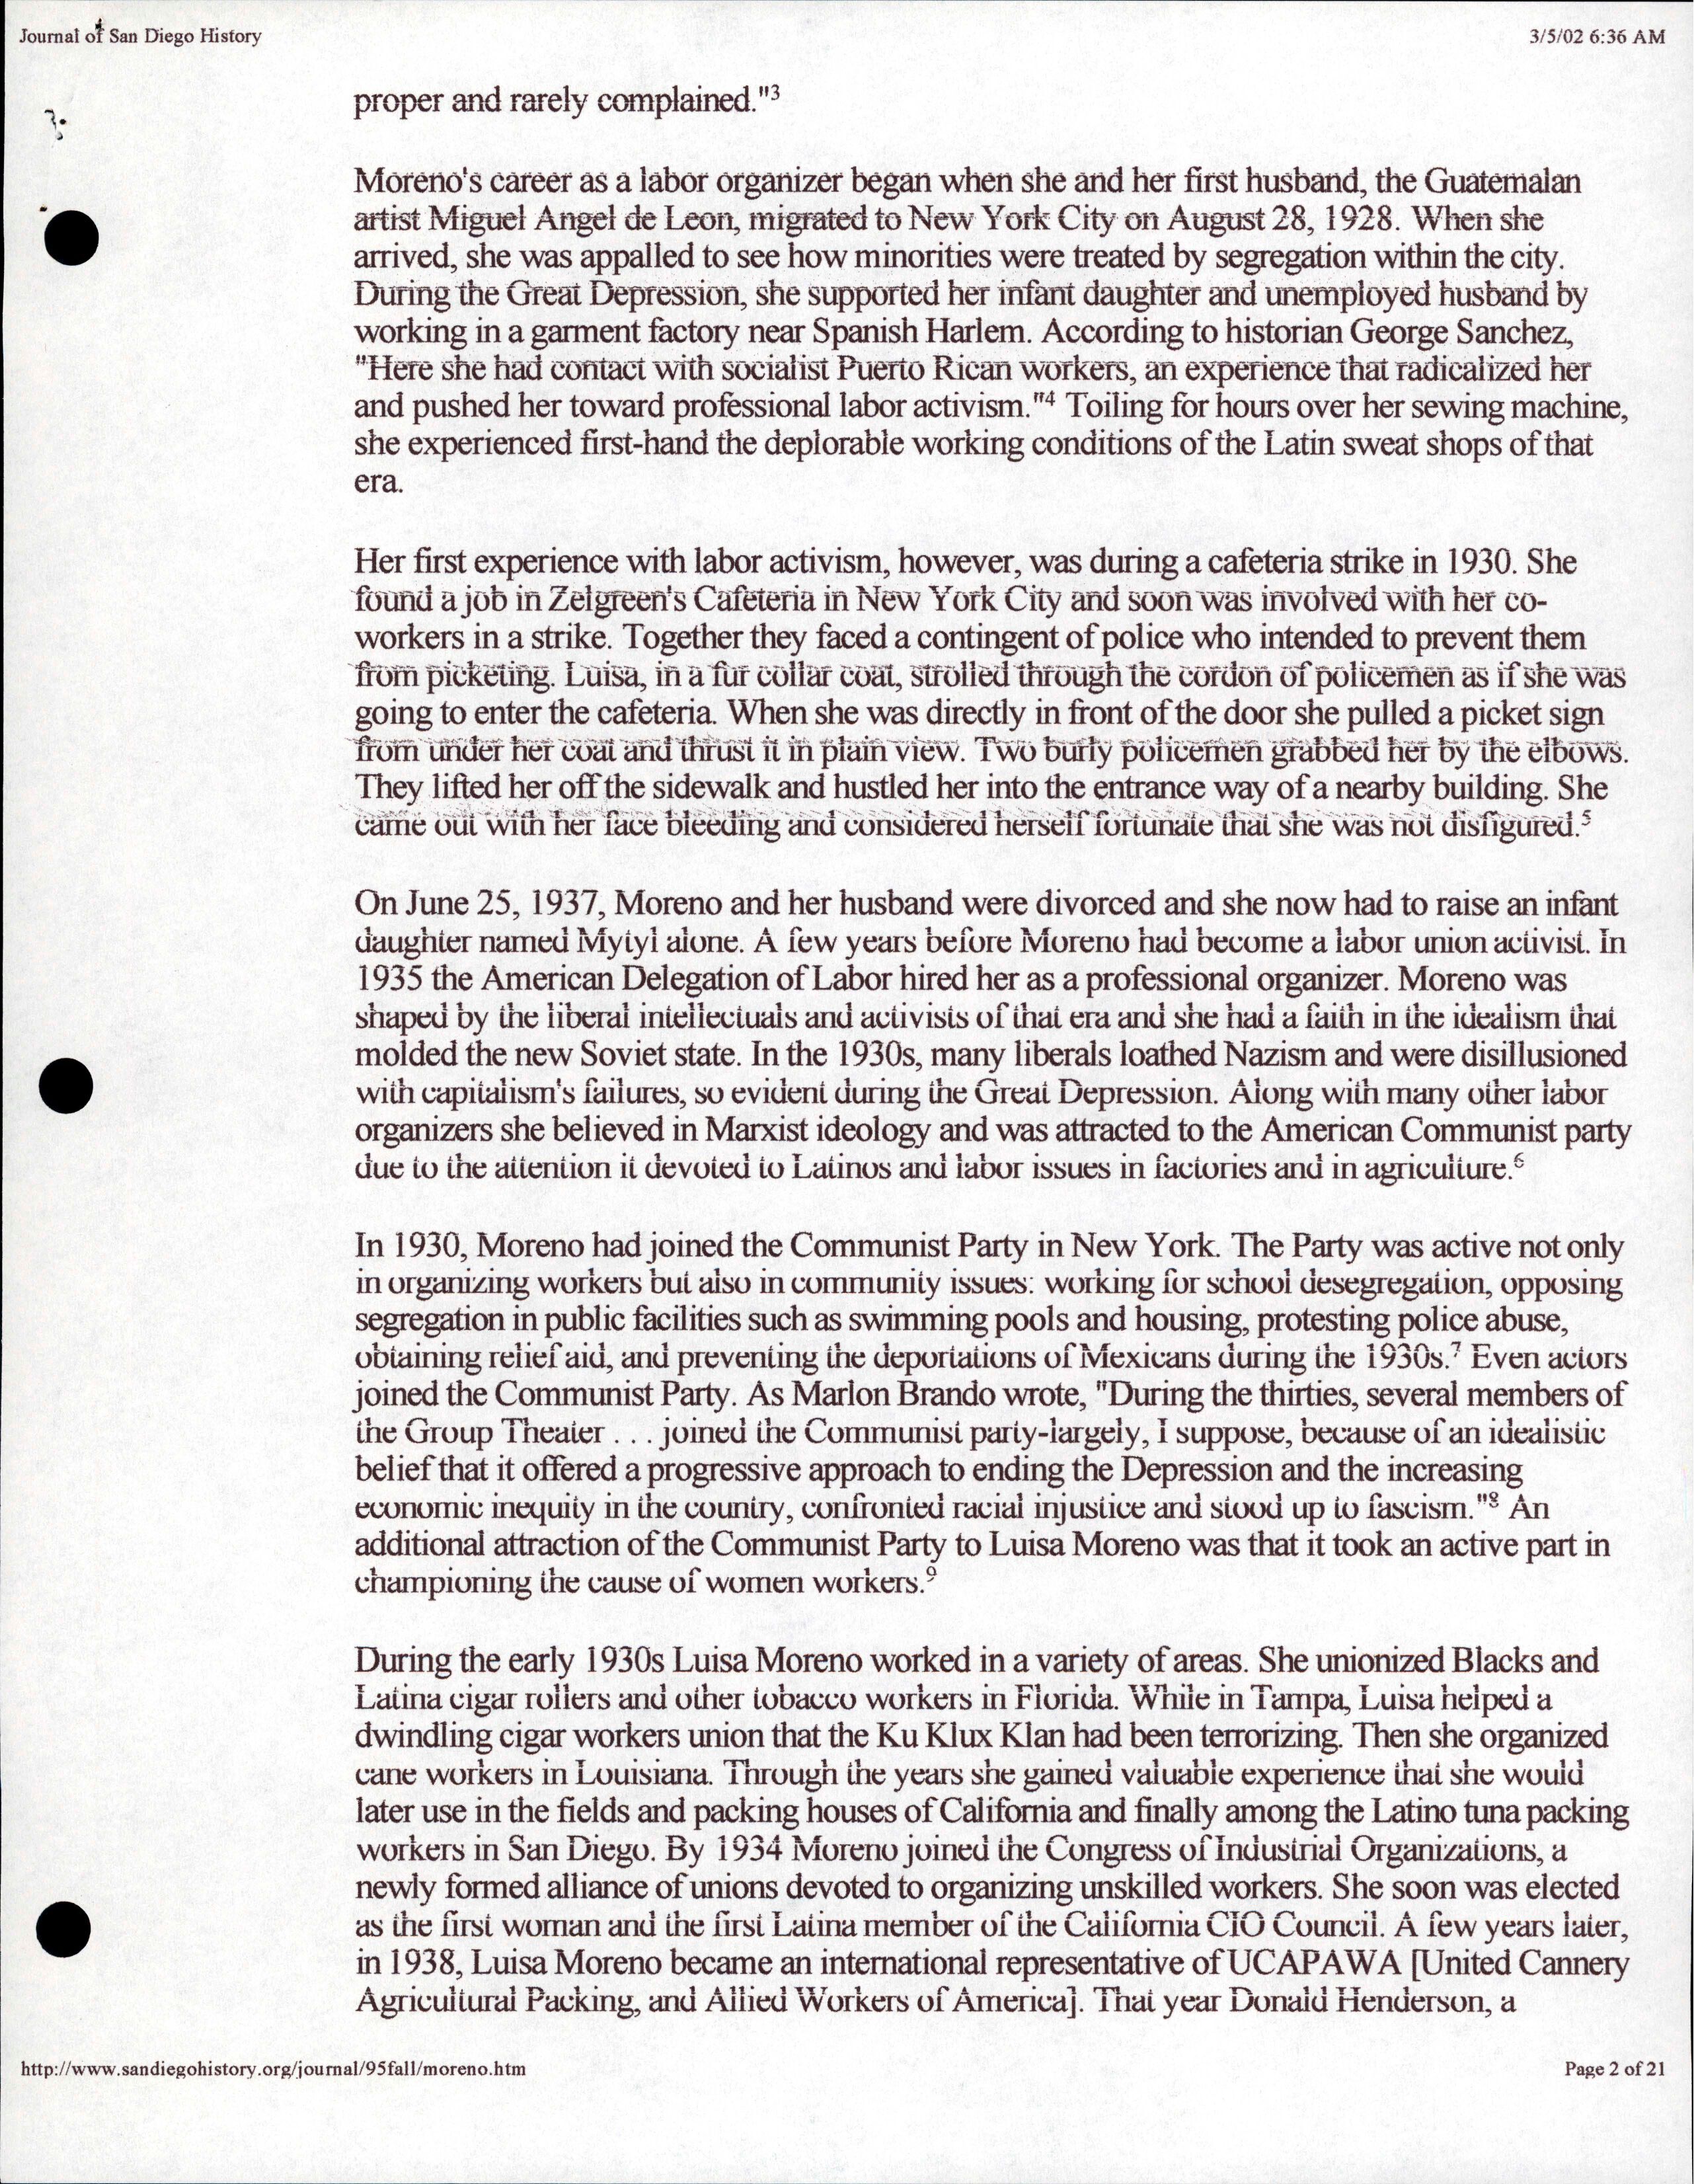 Journal of San Diego History
3/5/02 6:36 AM
proper and rarely complained."3
Moreno's career as a labor organizer began when she and her first husband, the Guatemalan
artist Miguel Angel de Leon, migrated to New York City on August 28, 1928. When she
arrived, she was appalled to see how minorities were treated by segregation within the city.
During the Great Depression, she supported her infant daughter and unemployed husband by
working in a garment factory near Spanish Harlem. According to historian George Sanchez,
"Here she had contact with socialist Puerto Rican workers, an experience that radicalized her
and pushed her toward professional labor activism."4 Toiling for hours over her sewing machine,
she experienced first-hand the deplorable working conditions of the Latin sweat shops of that
era.
Her first experience with labor activism, however, was during a cafeteria strike in 1930. She
found a job in Zelgreen's Cafeteria in New York City and soon was involved with her co-
workers in a strike. Together they faced a contingent of police who intended to prevent them
from picketing. Luisa, in a fur collar coat, strolled through the cordon of policemen as if she was
going to enter the cafeteria. When she was directly in front of the door she pulled a picket sign
from under her coat and thrust it in plain view. Two burly policemen grabbed her by the elbows.
They lifted her off the sidewalk and hustled her into the entrance way of a nearby building. She
came out with her face bleeding and considered herself fortunate that she was not disfigured.5
On June 25, 1937, Moreno and her husband were divorced and she now had to raise an infant
daughter named Mytyl alone. A few years before Moreno had become a labor union activist. In
1935 the American Delegation of Labor hired her as a professional organizer. Moreno was
shaped by the liberal intellectuals and activists of that era and she had a faith in the idealism that
molded the new Soviet state. In the 1930s, many liberals loathed Nazism and were disillusioned
with capitalism's failures, so evident during the Great Depression. Along with many other labor
organizers she believed in Marxist ideology and was attracted to the American Communist party
due to the attention it devoted to Latinos and labor issues in factories and in agriculture.6
In 1930, Moreno had joined the Communist Party in New York. The Party was active not only
in organizing workers but also in community issues: working for school desegregation, opposing
segregation in public facilities such as swimming pools and housing, protesting police abuse,
obtaining relief aid, and preventing the deportations of Mexicans during the 1930s.7 Even actors
joined the Communist Party. As Marlon Brando wrote, "During the thirties, several members of
the Group Theater . . . joined the Communist party-largely, I suppose, because of an idealistic
belief that it offered a progressive approach to ending the Depression and the increasing
economic inequity in the country, confronted racial injustice and stood up to fascism."8 An
additional attraction of the Communist Party to Luisa Moreno was that it took an active part in
championing the cause of women workers.9
During the early 1930s Luisa Moreno worked in a variety of areas. She unionized Blacks and
Latina cigar rollers and other tobacco workers in Florida. While in Tampa, Luisa helped a
dwindling cigar workers union that the Ku Klux Klan had been terrorizing. Then she organized
cane workers in Louisiana. Through the years she gained valuable experience that she would
later use in the fields and packing houses of California and finally among the Latino tuna packing
workers in San Diego. By 1934 Moreno joined the Congress of Industrial Organizations, a
newly formed alliance of unions devoted to organizing unskilled workers. She soon was elected
as the first woman and the first Latina member of the California CIO Council. A few years later,
in 1938, Luisa Moreno became an international representative of UCAPAWA [United Cannery
Agricultural Packing, and Allied Workers of America]. That year Donald Henderson, a
http://www.sandiegohistory.org/journal/95fall/moreno.htm
Page 2 of 21